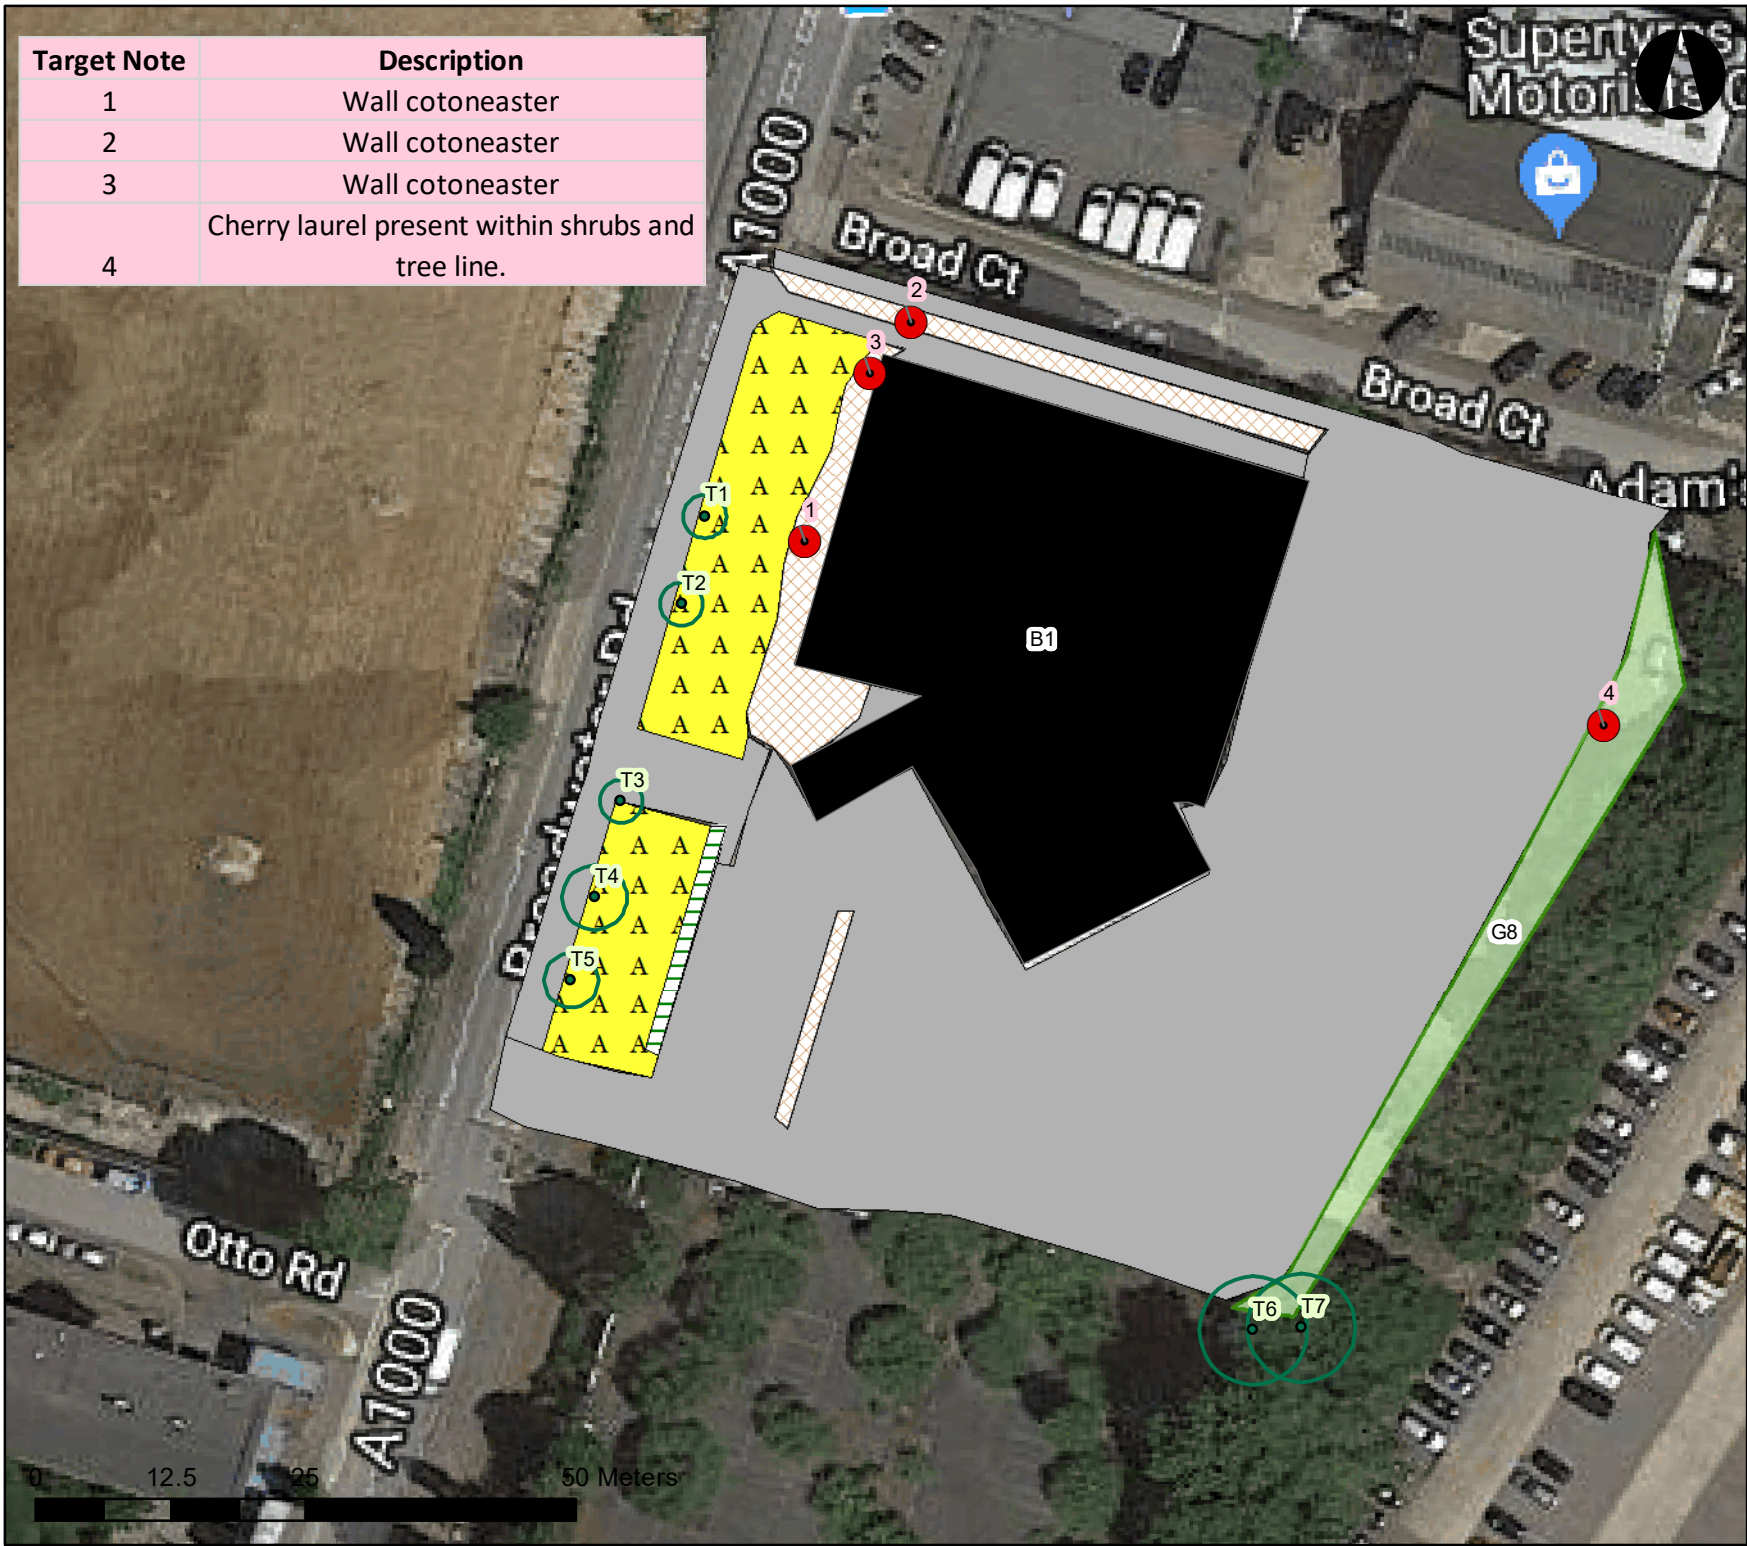 Target Note Description
1 Wall cotoneaster
2 Wall cotoneaster
3 Wall cotoneaster
4 Cherry laurel present within shrubs and
tree line.
Motorists
A1000
Broad Ct
Broad Ct
Adam's
2
3
1
4
T1
T2
T3
T4
T5
T6
T7
B1
G8
Otto Rd
A1000
0 12.5 25 50 Meters